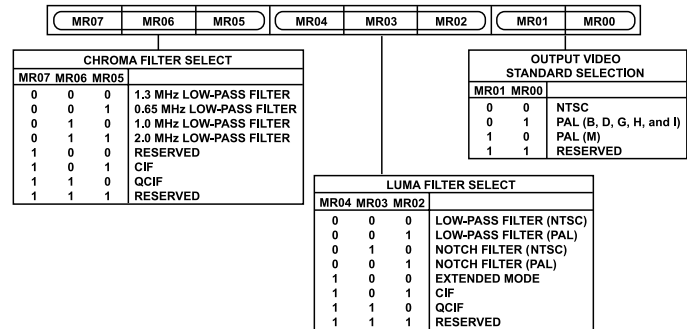 MR07 MR06 MR05 MR04 MR03 MR02 MR01 MR00
CHROMA FILTER SELECT
MR07 MR06 MR05
0 0 0 1.3 MHz LOW-PASS FILTER
0 0 1 0.65 MHz LOW-PASS FILTER
0 1 0 1.0 MHz LOW-PASS FILTER
0 1 1 2.0 MHz LOW-PASS FILTER
1 0 0 RESERVED
1 0 1 CIF
1 1 0 QCIF
1 1 1 RESERVED
OUTPUT VIDEO
STANDARD SELECTION
MR01 MR00
0 0 NTSC
0 1 PAL (B, D, G, H, and I)
1 0 PAL (M)
1 1 RESERVED
LUMA FILTER SELECT
MR04 MR03 MR02
0 0 0 LOW-PASS FILTER (NTSC)
0 0 1 LOW-PASS FILTER (PAL)
0 1 0 NOTCH FILTER (NTSC)
0 0 1 NOTCH FILTER (PAL)
1 0 0 EXTENDED MODE
1 0 1 CIF
1 1 0 QCIF
1 1 1 RESERVED